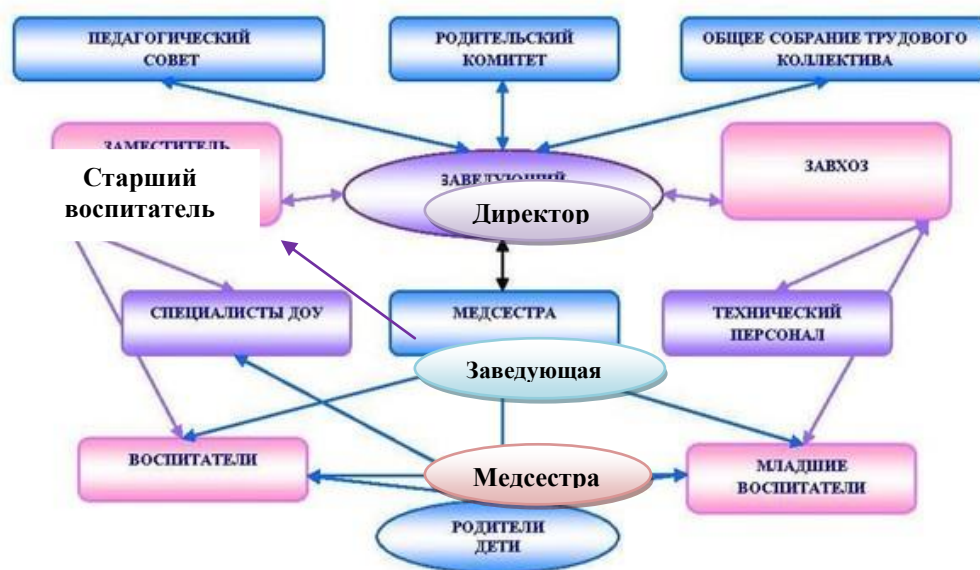 ПЕДАГОГИЧЕСКИЙ
СОВЕТ
РОДИТЕЛЬСКИЙ
КОМИТЕТ
ОБЩЕЕ СОБРАНИЕ ТРУДОВОГО
КОЛЛЕКТИВА
ЗАМЕСТИТЕЛЬ
Старший
воспитатель
ЗАВЕДУЮЩИЙ
Директор
ЗАВХОЗ
СПЕЦИАЛИСТЫ ДОУ
МЕДСЕСТРА
ТЕХНИЧЕСКИЙ
ПЕРСОНАЛ
Заведующая
ВОСПИТАТЕЛИ
Медсестра
МЛАДШИЕ
ВОСПИТАТЕЛИ
РОДИТЕЛИ
ДЕТИ